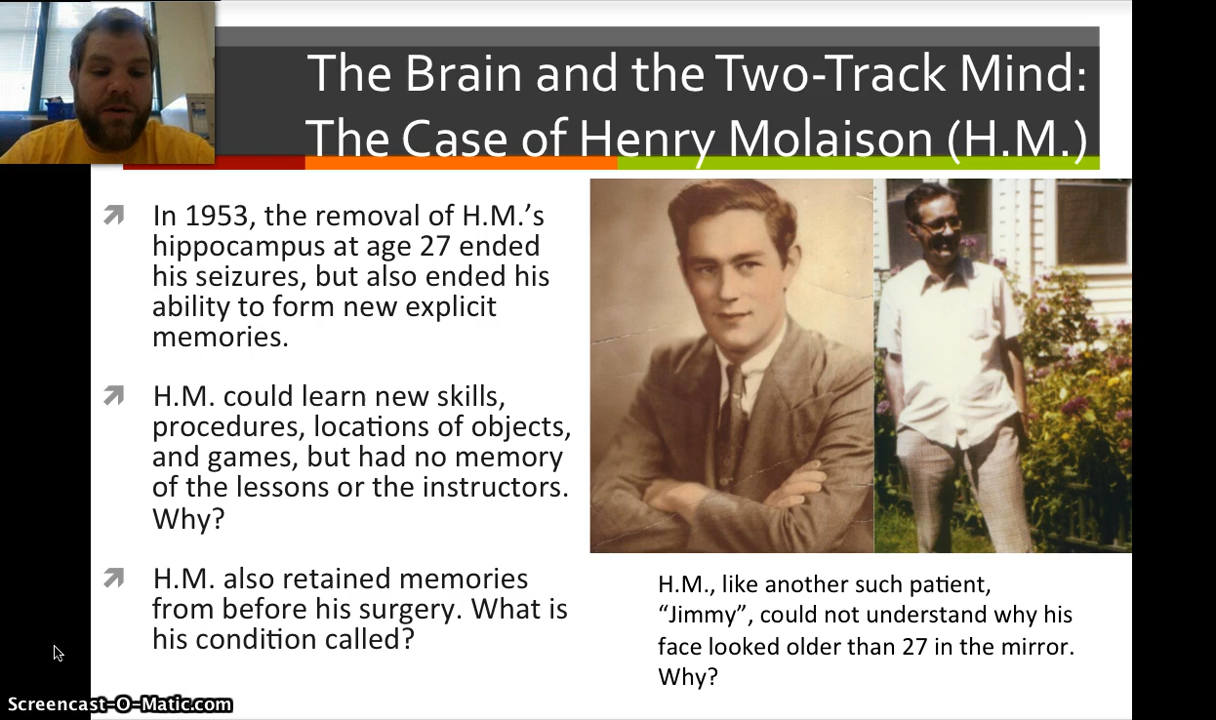 The Brain and the Two-Track Mind:
The Case of Henry Molaison (H.M.)
In 1953, the removal of H.M.’s
hippocampus at age 27 ended
his seizures, but also ended his
ability to form new explicit
memories.
H.M. could learn new skills,
procedures, locations of objects,
and games, but had no memory
of the lessons or the instructors.
Why?
H.M. also retained memories
from before his surgery. What is
his condition called?
H.M., like another such patient,
“Jimmy”, could not understand why his
face looked older than 27 in the mirror.
Why?
Screencast-O-Matic.com